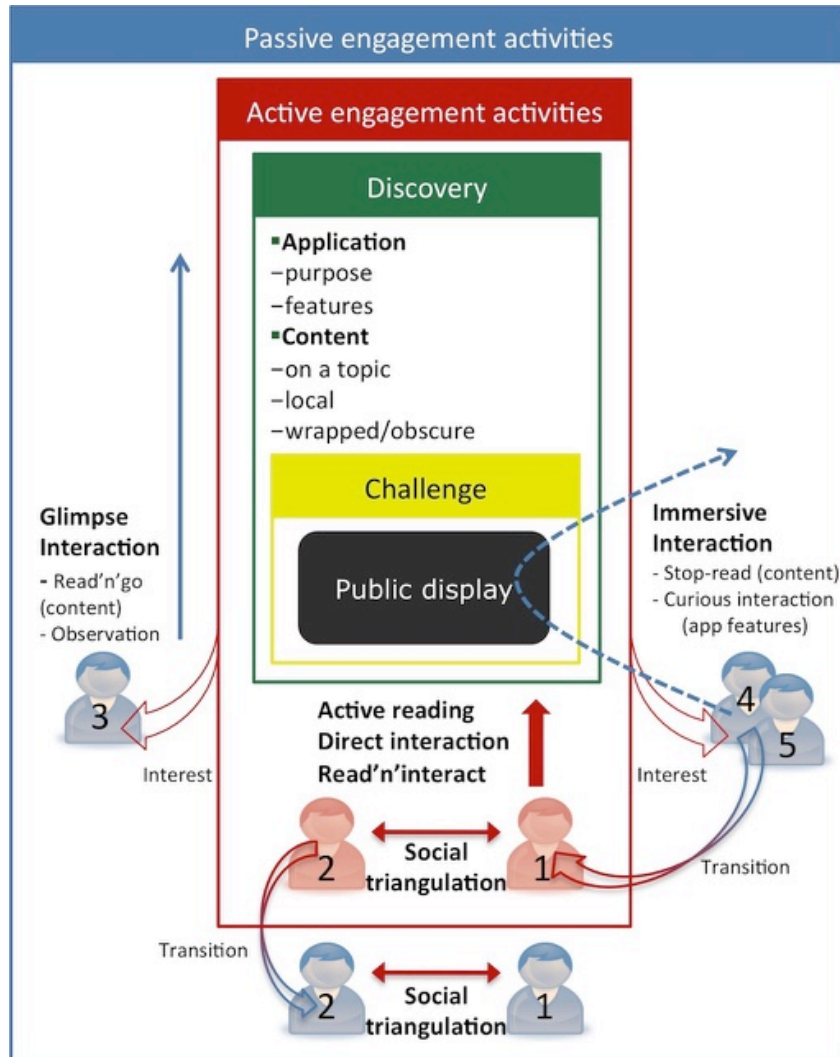 Passive engagement activities
Active engagement activities
Discovery
▪Application
–purpose
–features
▪Content
–on a topic
–local
–wrapped/obscure
Challenge
Public display
Glimpse
Interaction
- Read'n'go
(content)
- Observation
3
Interest
Immersive
Interaction
- Stop-read (content)
- Curious interaction
(app features)
4
5
Interest
Active reading
Direct interaction
Read'n'interact
2
Social
triangulation
1
Transition
Transition
2
Social
triangulation
1